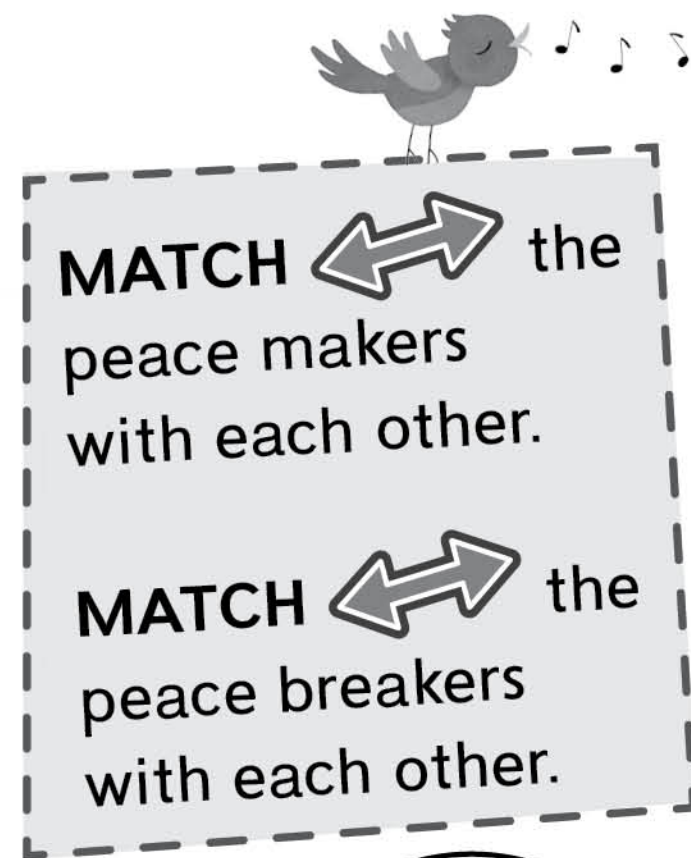 MATCH the
peace makers
with each other.
MATCH the
peace breakers
with each other.